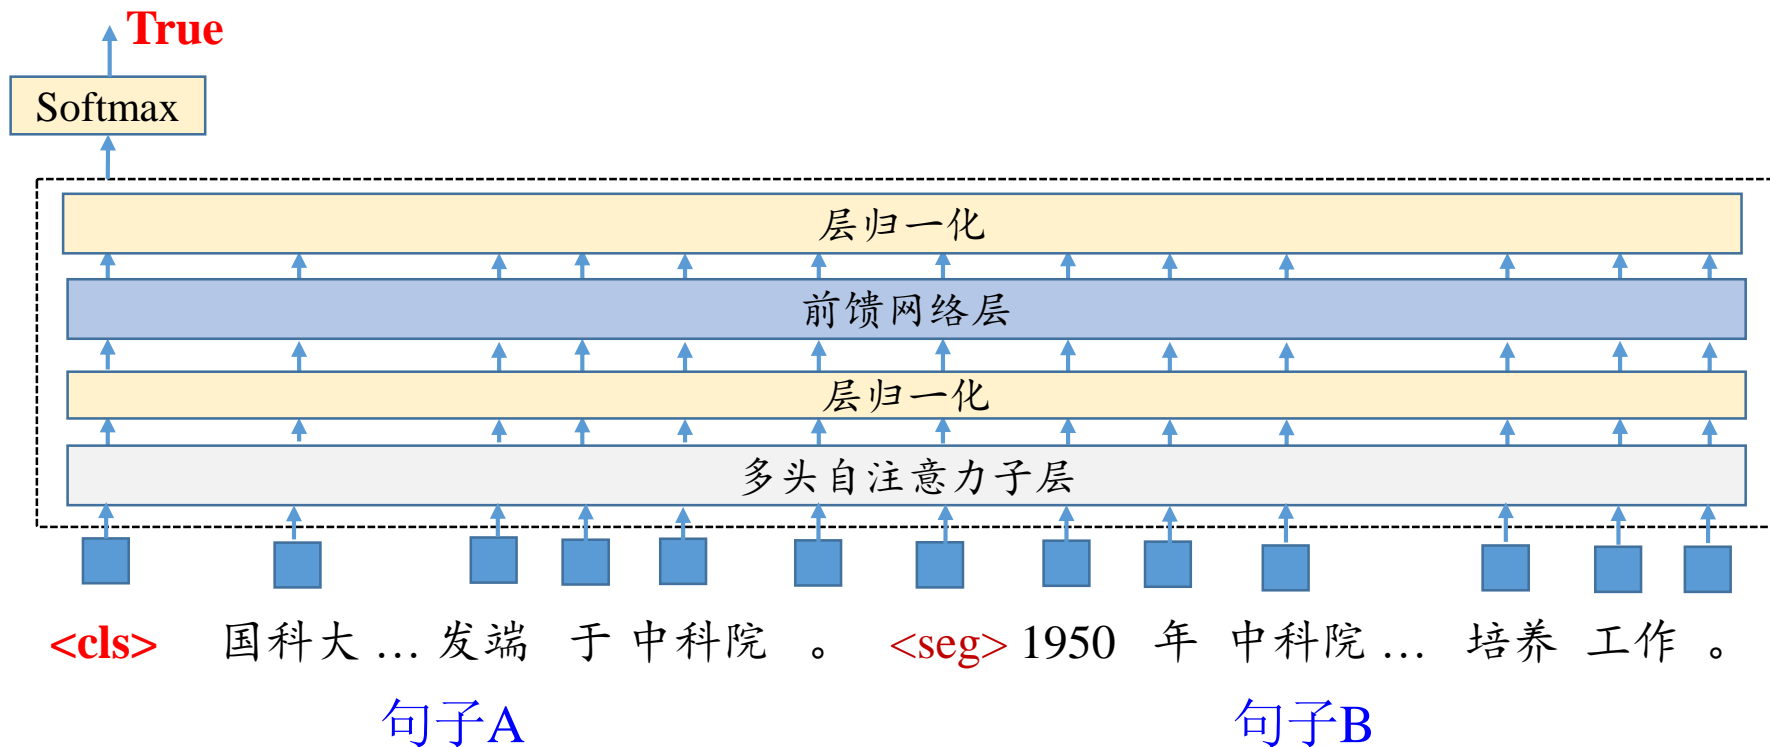 True
Softmax
层归一化
前馈网络层
层归一化
多头自注意力子层
<cls> 国科大 … 发端 于 中科院 。 <seg> 1950 年 中科院 … 培养 工作 。
句子A 句子B